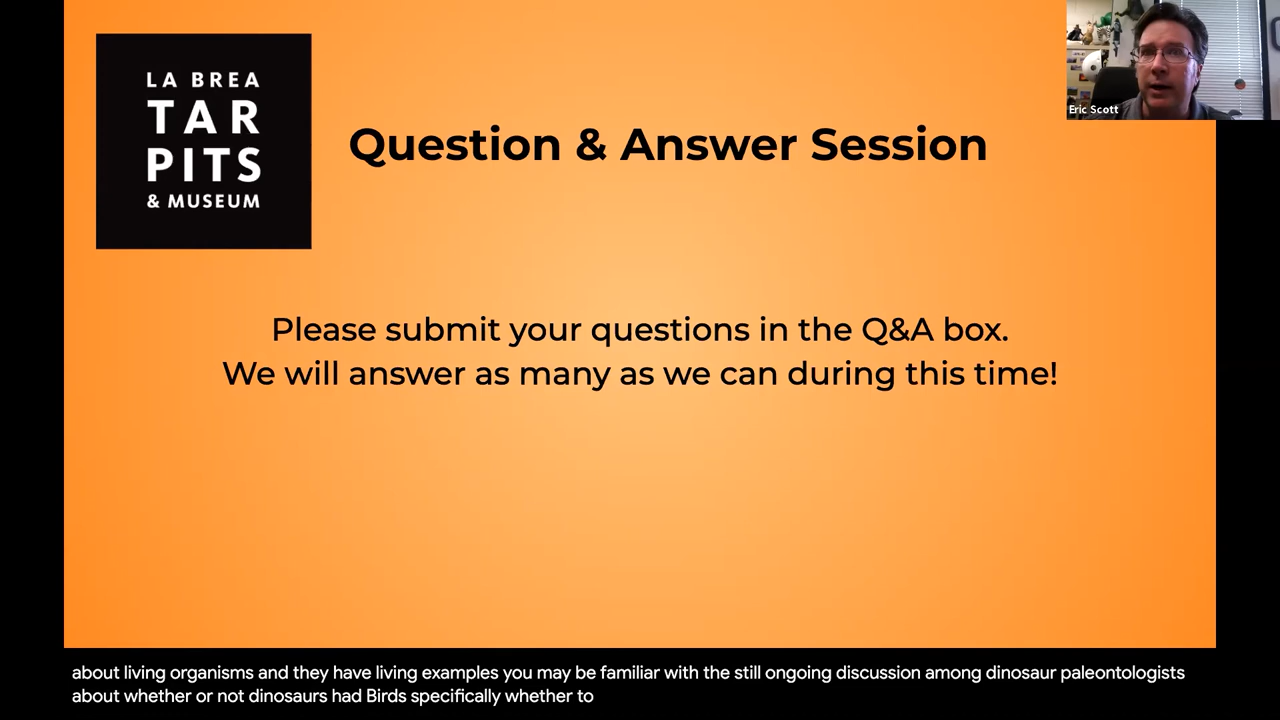 LA BREA
TAR
PITS
& MUSEUM
Question & Answer Session
Eric Scott
Please submit your questions in the Q&A box.
We will answer as many as we can during this time!
about living organisms and they have living examples you may be familiar with the still ongoing discussion among dinosaur paleontologists
about whether or not dinosaurs had Birds specifically whether to